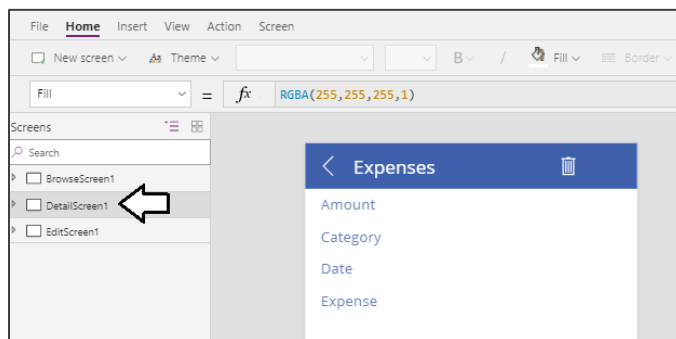 File Home Insert View Action Screen
New screen Theme B / Fill Border
Fill = fx RGBA(255,255,255,1)
Screens
Search
BrowseScreen1
DetailScreen1
EditScreen1
Expenses
Amount
Category
Date
Expense